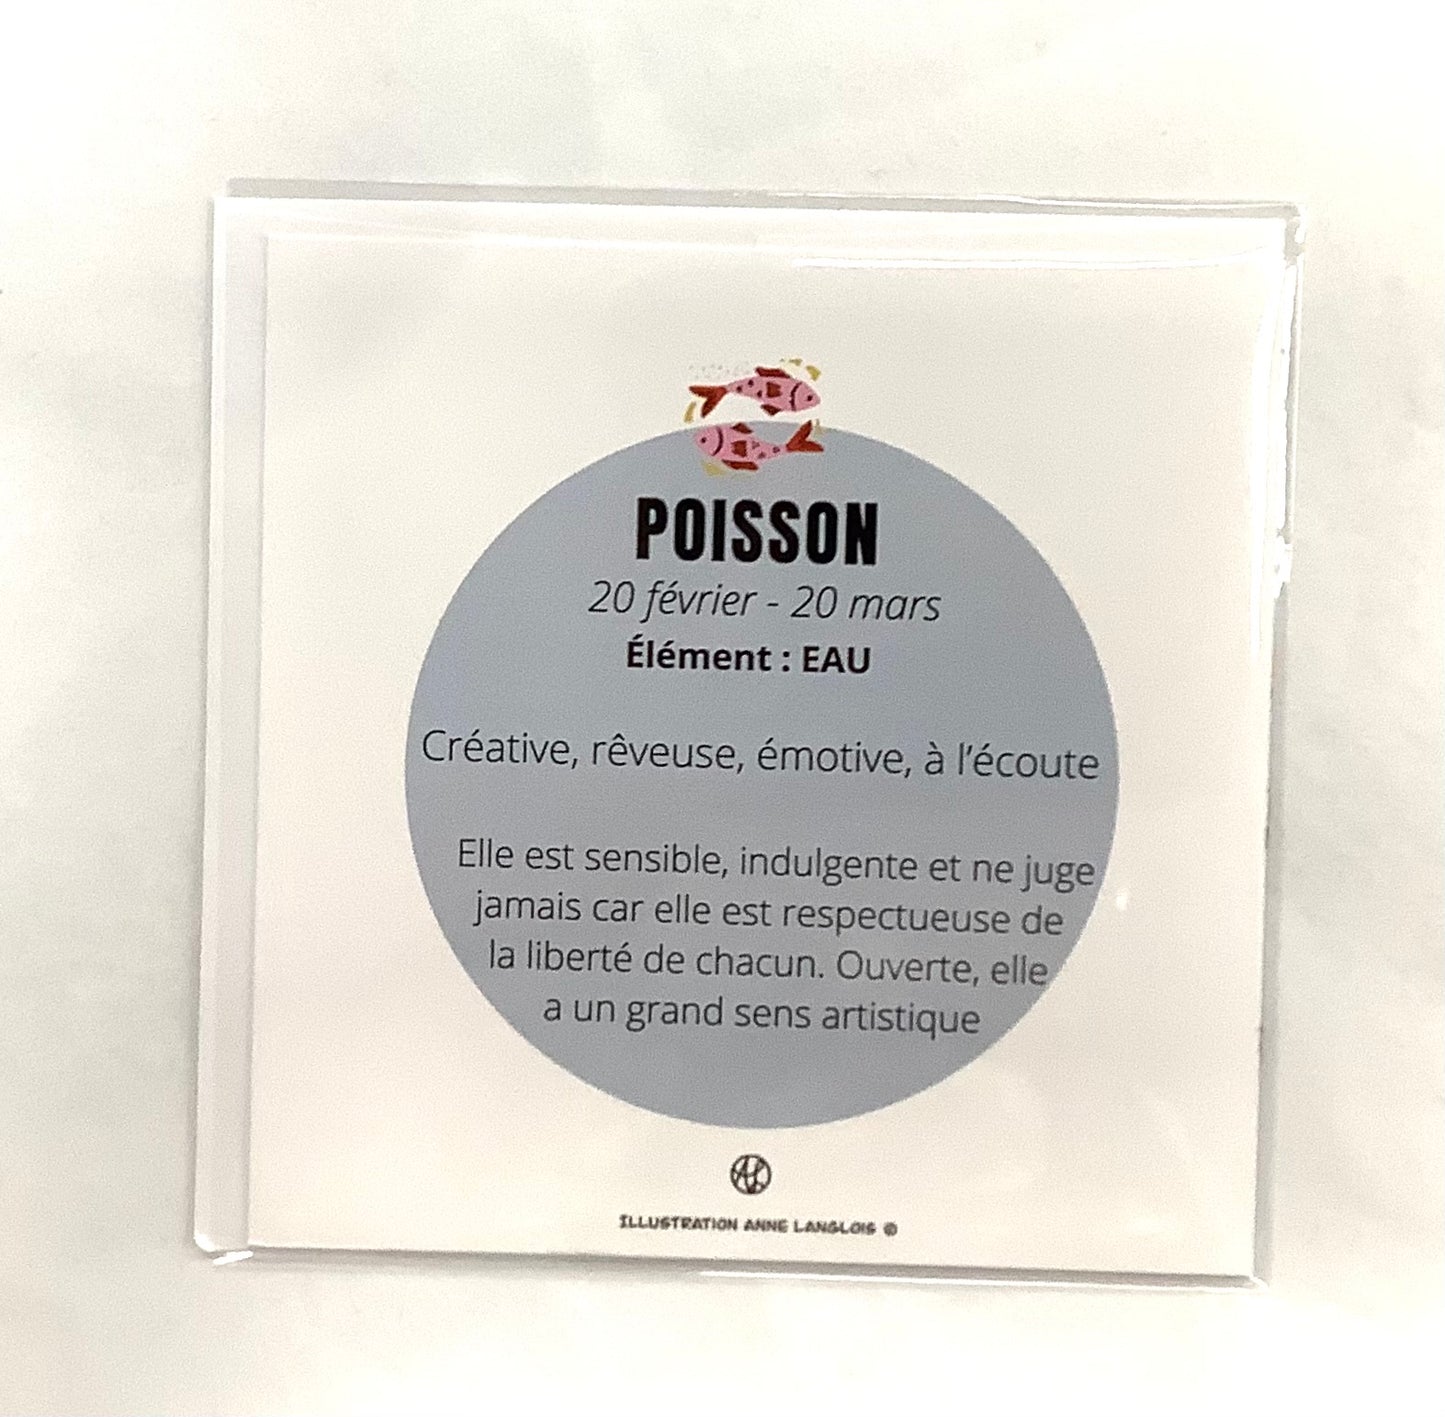 POISSON
20 février - 20 mars
Élément : EAU
Créative, rêveuse, émotive, à l'écoute
Elle est sensible, indulgente et ne juge
jamais car elle est respectueuse de
la liberté de chacun. Ouverte, elle
a un grand sens artistique
AL
ILLUSTRATION ANNE LANGLOIS ©